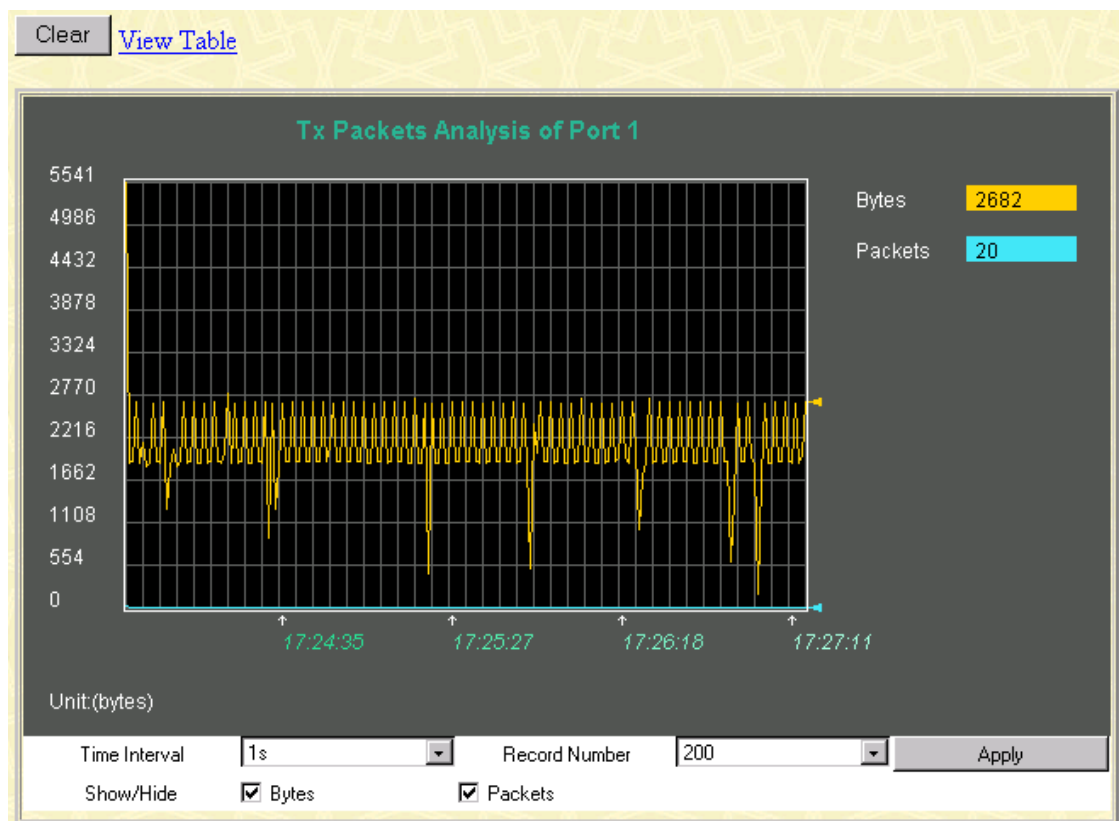 Clear View Table
Tx Packets Analysis of Port 1
5541
4986
4432
3878
3324
2770
2216
1662
1108
554
0
Bytes 2682
Packets 20
17:24:35 17:25:27 17:26:18 17:27:11
Unit:(bytes)
Time Interval 1s Record Number 200 Apply
Show/Hide Bytes Packets